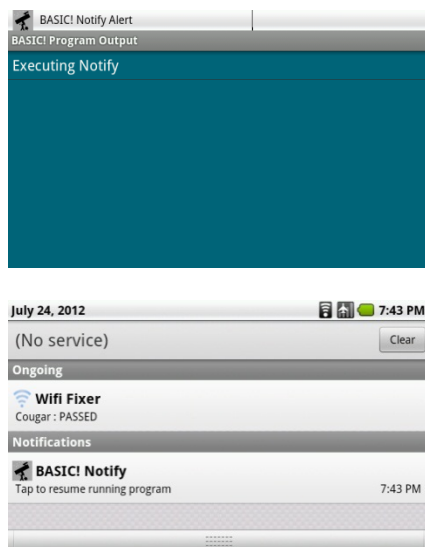 BASIC! Notify Alert
BASIC! Program Output
Executing Notify
July 24, 2012 7:43 PM
(No service) Clear
Ongoing
Wifi Fixer
Cougar : PASSED
Notifications
BASIC! Notify
Tap to resume running program 7:43 PM